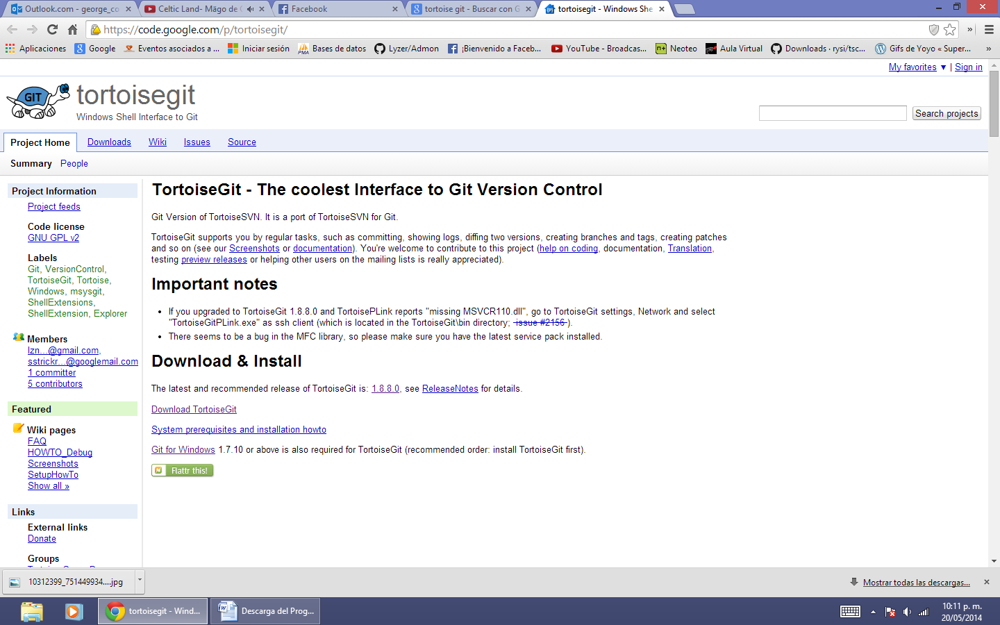 Outlook.com - george_co
Celtic Land- Mägo de O
Facebook
tortoise git - Buscar con G
tortoisegit - Windows She
https://code.google.com/p/tortoisegit/
Aplicaciones
Google
Eventos asociados a ...
Iniciar sesión
PMA
Bases de datos
Lyzer/Admon
¡Bienvenido a Faceb...
YouTube - Broadcas...
n+
Neoteo
Aula Virtual
Downloads · rysi/tsc...
Gifs de Yoyo « Super...
»
My favorites ▼ | Sign in
GIT
tortoisegit
Windows Shell Interface to Git
Search projects
Project Home
Downloads
Wiki
Issues
Source
Summary
People
Project Information
Project feeds
Code license
GNU GPL v2
Labels
Git, VersionControl,
TortoiseGit, Tortoise,
Windows, msysgit,
ShellExtensions,
ShellExtension, Explorer
Members
lzn...@gmail.com,
sstrickr...@googlemail.com
1 committer
5 contributors
Featured
Wiki pages
FAQ
HOWTO_Debug
Screenshots
SetupHowTo
Show all »
Links
External links
Donate
Groups
TortoiseGit - The coolest Interface to Git Version Control
Git Version of TortoiseSVN. It is a port of TortoiseSVN for Git.
TortoiseGit supports you by regular tasks, such as committing, showing logs, diffing two versions, creating branches and tags, creating patches
and so on (see our Screenshots or documentation). You're welcome to contribute to this project (help on coding, documentation, Translation,
testing preview releases or helping other users on the mailing lists is really appreciated).
Important notes
• If you upgraded to TortoiseGit 1.8.8.0 and TortoisePLink reports "missing MSVCR110.dll", go to TortoiseGit settings, Network and select
"TortoiseGitPLink.exe" as ssh client (which is located in the TortoiseGit\bin directory; issue #2156 ).
• There seems to be a bug in the MFC library, so please make sure you have the latest service pack installed.
Download & Install
The latest and recommended release of TortoiseGit is: 1.8.8.0, see ReleaseNotes for details.
Download TortoiseGit
System prerequisites and installation howto
Git for Windows 1.7.10 or above is also required for TortoiseGit (recommended order: install TortoiseGit first).
Flattr this!
10312399_751449934....jpg
Mostrar todas las descargas...
tortoisegit - Wind...
Descarga del Prog...
10:11 p. m.
20/05/2014